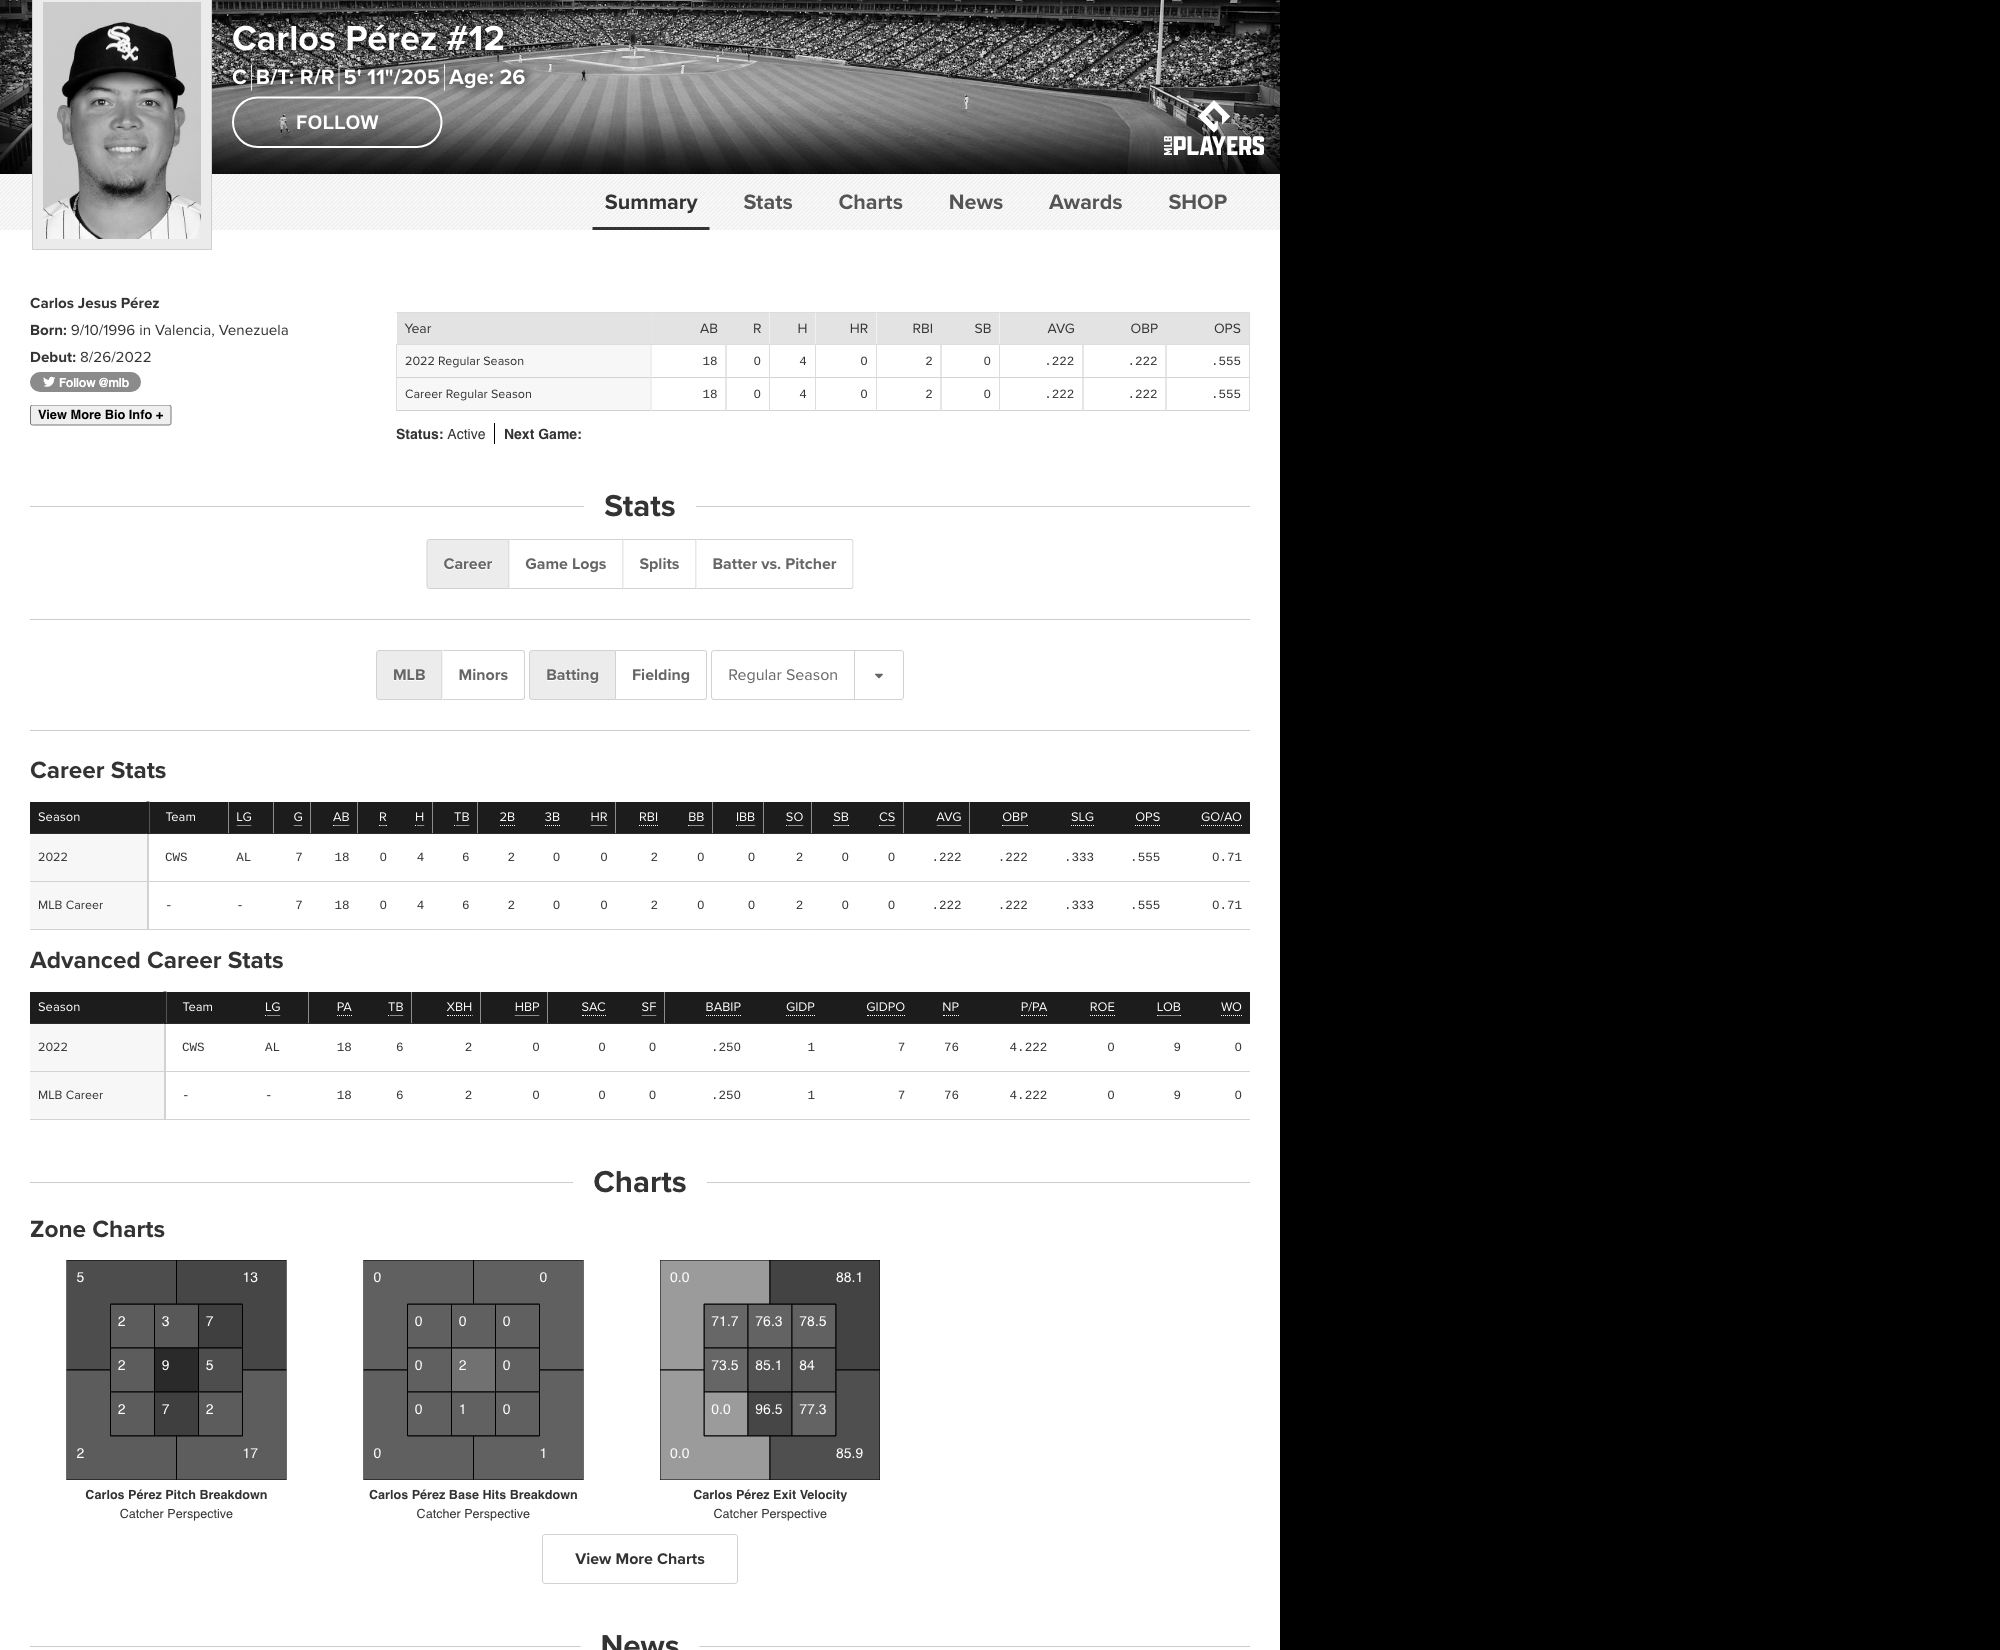 Carlos Pérez #12
C B/T: R/R 5' 11"/205 Age: 26
FOLLOW
MLB PLAYERS
Sox
Summary Stats Charts News Awards SHOP
Carlos Jesus Pérez
Born: 9/10/1996 in Valencia, Venezuela
Debut: 8/26/2022
Follow @mlb
View More Bio Info +
Year AB R H HR RBI SB AVG OBP OPS
2022 Regular Season 18 0 4 0 2 0 .222 .222 .555
Career Regular Season 18 0 4 0 2 0 .222 .222 .555
Status: Active Next Game:
Stats
Career Game Logs Splits Batter vs. Pitcher
MLB Minors Batting Fielding Regular Season
Career Stats
Season Team LG G AB R H TB 2B 3B HR RBI BB IBB SO SB CS AVG OBP SLG OPS GO/AO
2022 CWS AL 7 18 0 4 6 2 0 0 2 0 0 2 0 0 .222 .222 .333 .555 0.71
MLB Career - - 7 18 0 4 6 2 0 0 2 0 0 2 0 0 .222 .222 .333 .555 0.71
Advanced Career Stats
Season Team LG PA TB XBH HBP SAC SF BABIP GIDP GIDPO NP P/PA ROE LOB WO
2022 CWS AL 18 6 2 0 0 0 .250 1 7 76 4.222 0 9 0
MLB Career - - 18 6 2 0 0 0 .250 1 7 76 4.222 0 9 0
Charts
Zone Charts
5 13
2 3 7
2 9 5
2 7 2
2 17
Carlos Pérez Pitch Breakdown
Catcher Perspective
0 0
0 0 0
0 2 0
0 1 0
0 1
Carlos Pérez Base Hits Breakdown
Catcher Perspective
0.0 88.1
71.7 76.3 78.5
73.5 85.1 84
0.0 96.5 77.3
0.0 85.9
Carlos Pérez Exit Velocity
Catcher Perspective
View More Charts
News